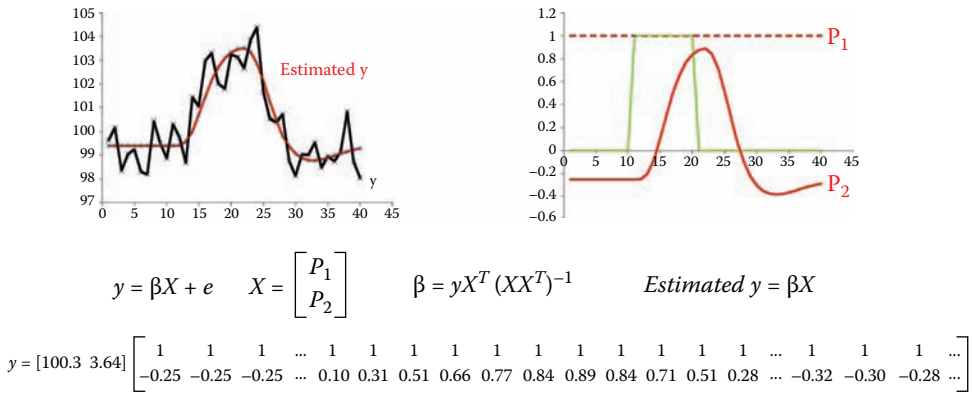 105
104
103
102
101
100
99
98
97
0 5 10 15 20 25 30 35 40 45
Estimated y
y
1.2
1
0.8
0.6
0.4
0.2
0
−0.2
−0.4
−0.6
0 5 10 15 20 25 30 35 40 45
P₁
P₂
y = βX + e X = [P₁ P₂] β = yXᵀ (XXᵀ)⁻¹ Estimated y = βX
y = [100.3 3.64]
1 1 1 ... 1 1 1 1 1 1 1 1 1 1 1 ... 1 1 1 ...
−0.25 −0.25 −0.25 ... 0.10 0.31 0.51 0.66 0.77 0.84 0.89 0.84 0.71 0.51 0.28 ... −0.32 −0.30 −0.28 ...